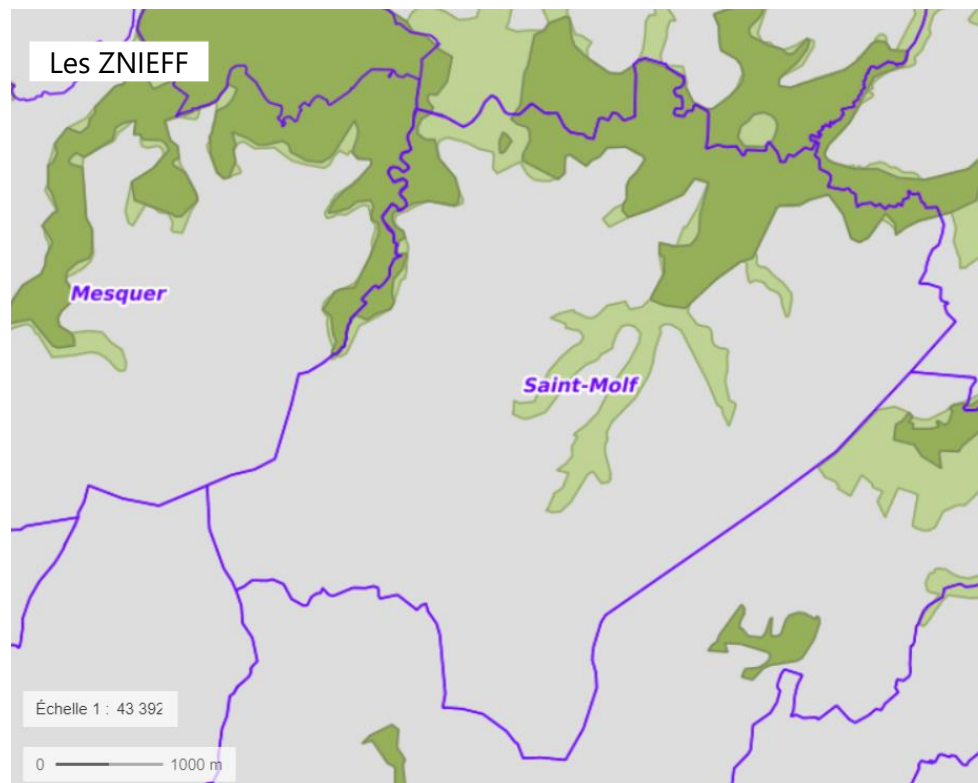 Les ZNIEFF
Mesquer
Saint-Molf
Échelle 1 : 43 392
0 1000 m